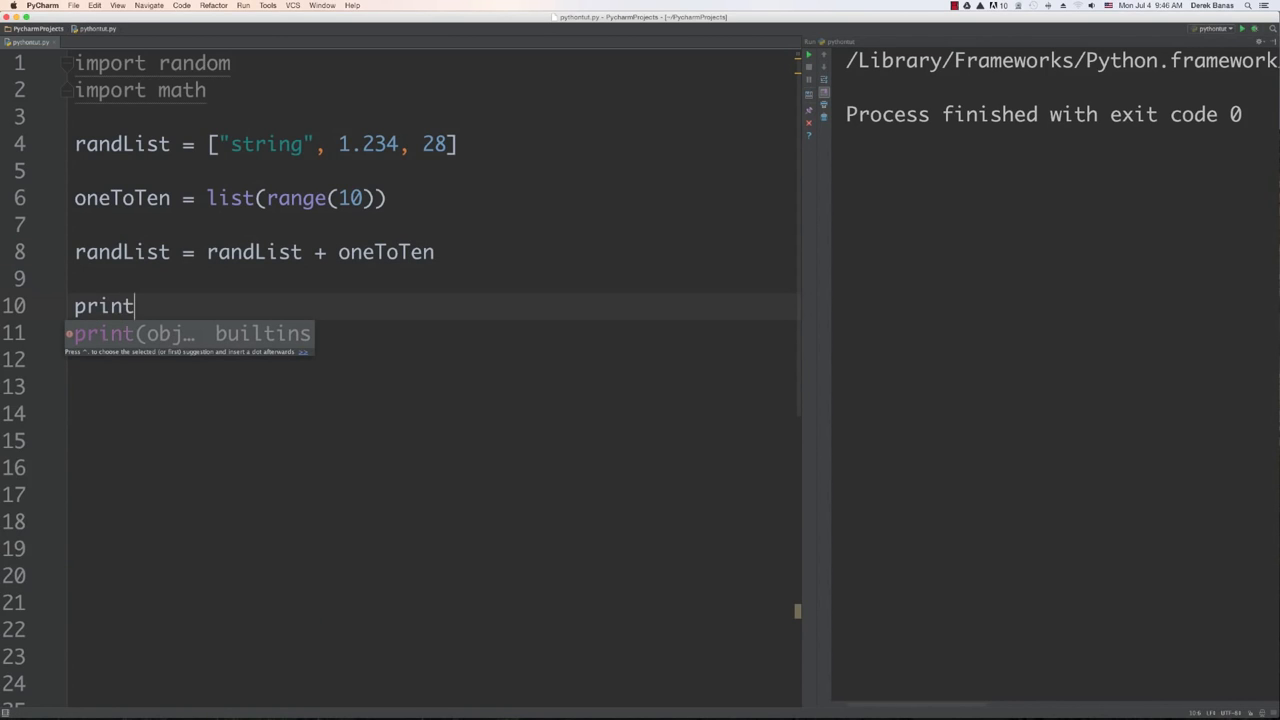 PyCharm File Edit View Navigate Code Refactor Run Tools VCS Window Help 10 Mon Jul 4 9:46 AM Derek Banas
pythontut.py - PycharmProjects - [~/PycharmProjects]
PycharmProjects pythontut.py pythontut
pythontut.py Run pythontut
1 import random
/Library/Frameworks/Python.framework
2 import math
3
Process finished with exit code 0
4 randList = ["string", 1.234, 28]
5
6 oneToTen = list(range(10))
7
8 randList = randList + oneToTen
9
10 print
11 print(obj… builtins
Press ^. to choose the selected (or first) suggestion and insert a dot afterwards >>
12
13
14
15
16
17
18
19
20
21
22
23
24
10:6 LF÷ UTF-8÷